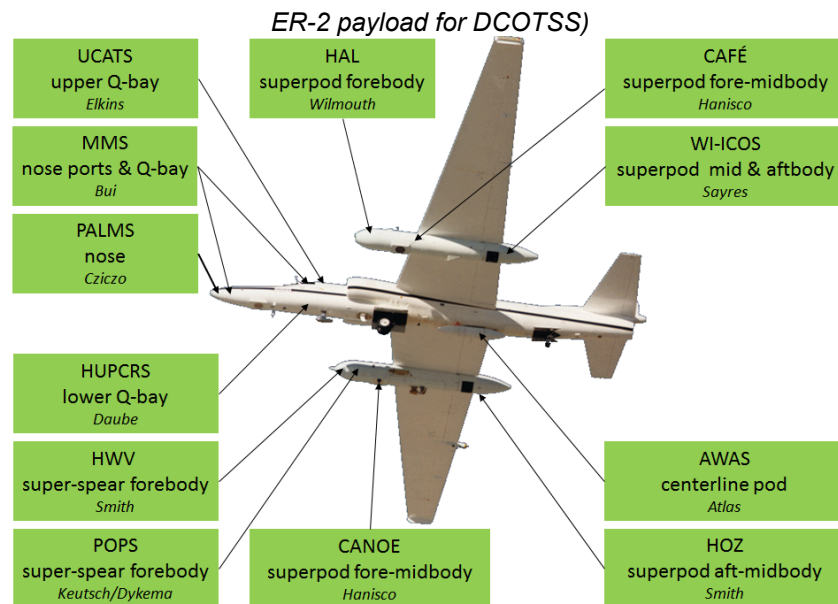 ER-2 payload for DCOTSS)
UCATS
upper Q-bay
Elkins
HAL
superpod forebody
Wilmouth
CAFÉ
superpod fore-midbody
Hanisco
MMS
nose ports & Q-bay
Bui
WI-ICOS
superpod mid & aftbody
Sayres
PALMS
nose
Cziczo
HUPCRS
lower Q-bay
Daube
HWV
super-spear forebody
Smith
AWAS
centerline pod
Atlas
POPS
super-spear forebody
Keutsch/Dykema
CANOE
superpod fore-midbody
Hanisco
HOZ
superpod aft-midbody
Smith